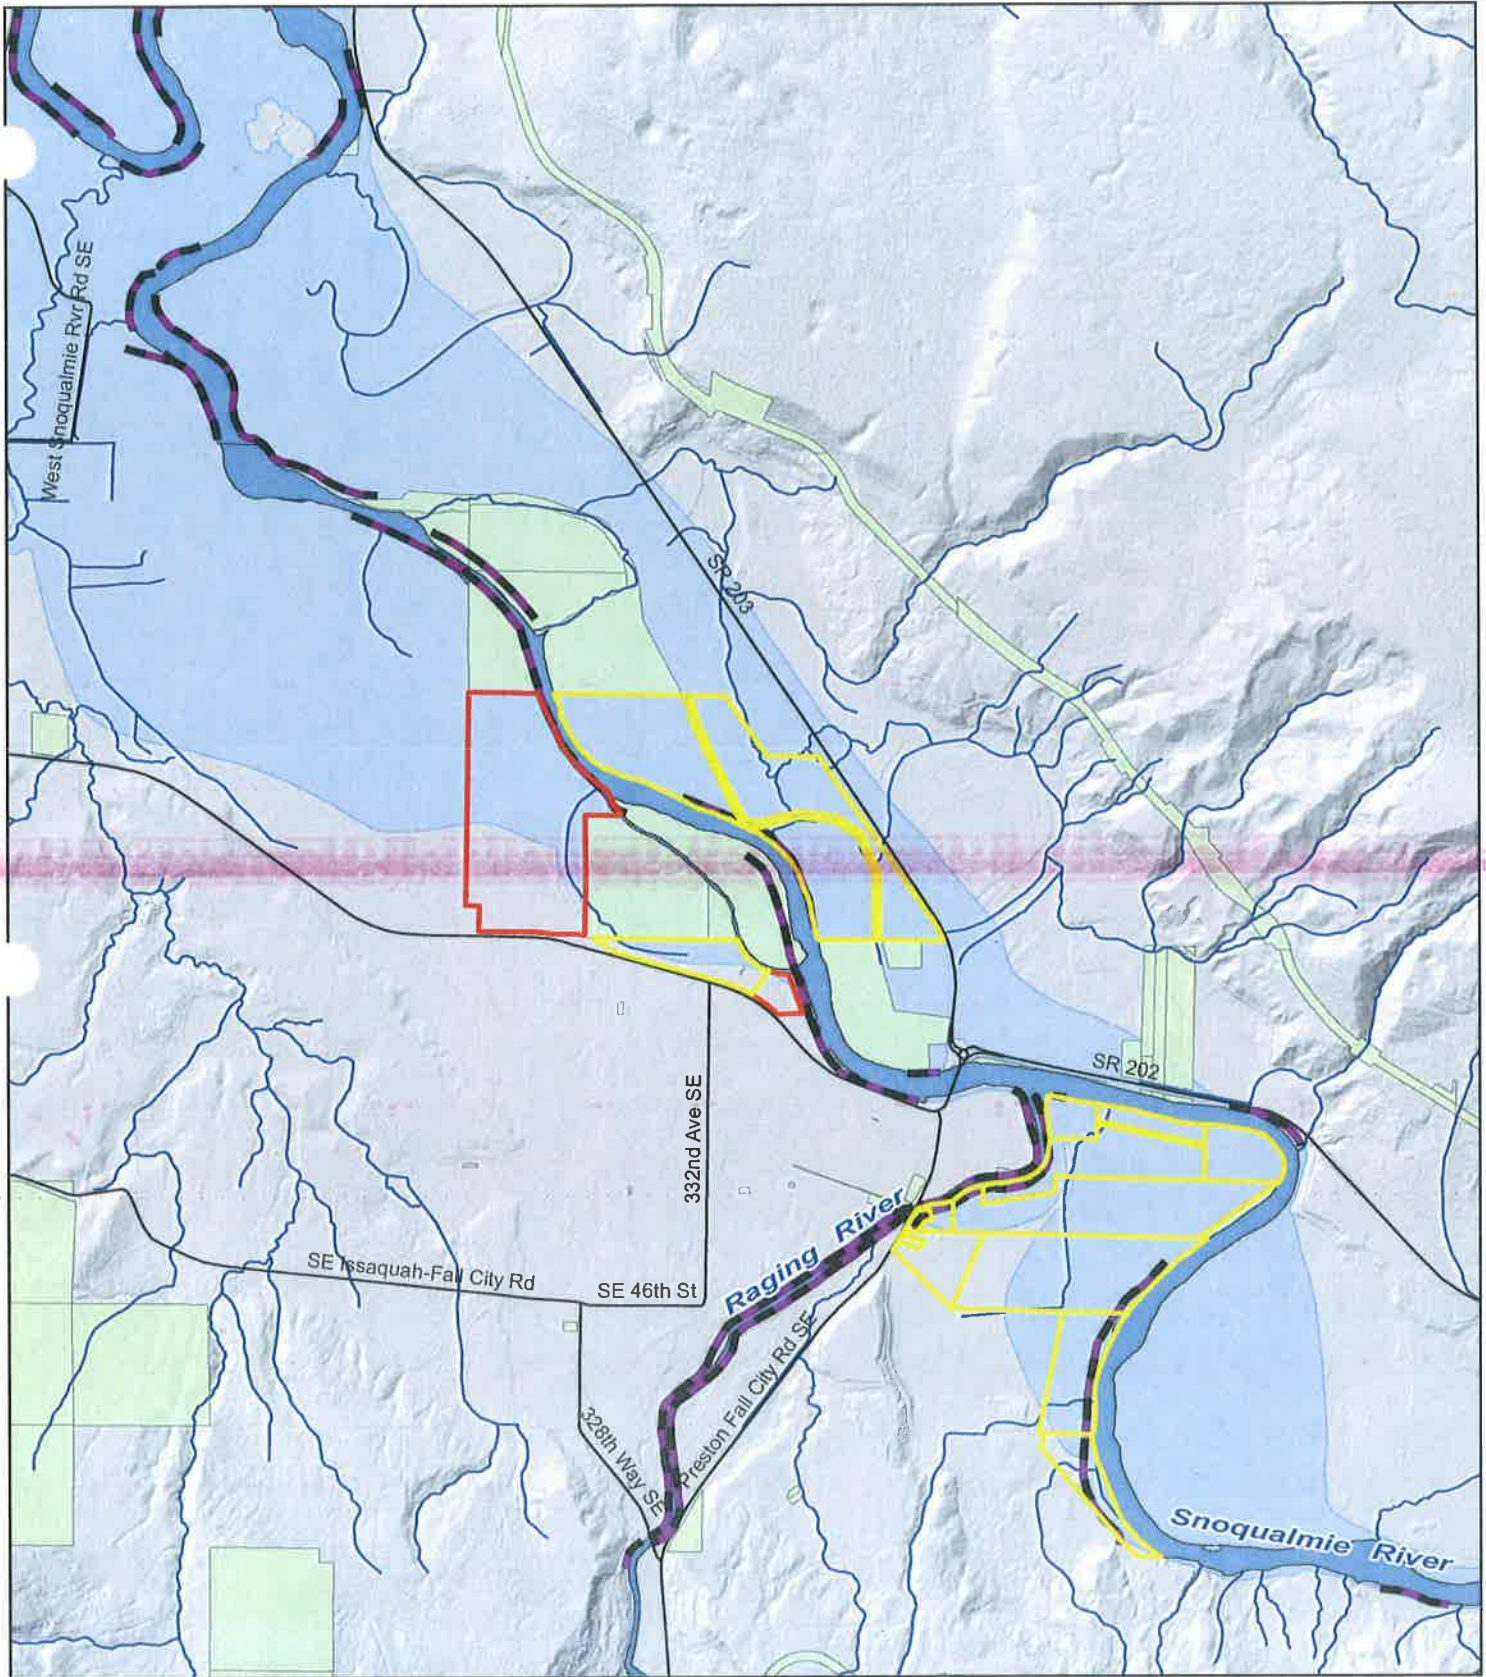 West Snoqualmie Rvr Rd SE
SR 203
SR 202
332nd Ave SE
Raging River
SE Issaquah-Fall City Rd
SE 46th St
Preston Fall City Rd SE
328th Way SE
Snoqualmie River